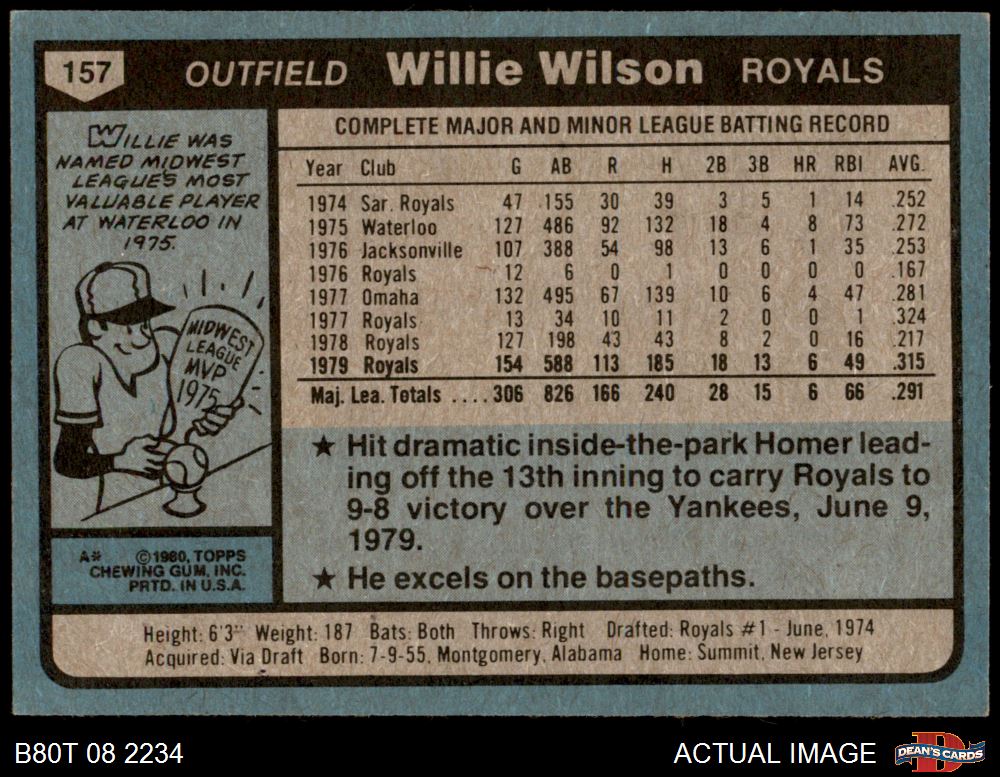 157 OUTFIELD Willie Wilson ROYALS
WILLIE WAS
NAMED MIDWEST
LEAGUE'S MOST
VALUABLE PLAYER
AT WATERLOO IN
1975.
MIDWEST
LEAGUE
MVP
1975
A* ©1980, TOPPS
CHEWING GUM, INC.
PRTD. IN U.S.A.
COMPLETE MAJOR AND MINOR LEAGUE BATTING RECORD
Year Club G AB R H 2B 3B HR RBI AVG.
1974 Sar. Royals 47 155 30 39 3 5 1 14 .252
1975 Waterloo 127 486 92 132 18 4 8 73 .272
1976 Jacksonville 107 388 54 98 13 6 1 35 .253
1976 Royals 12 6 0 1 0 0 0 0 .167
1977 Omaha 132 495 67 139 10 6 4 47 .281
1977 Royals 13 34 10 11 2 0 0 1 .324
1978 Royals 127 198 43 43 8 2 0 16 .217
1979 Royals 154 588 113 185 18 13 6 49 .315
Maj. Lea. Totals .... 306 826 166 240 28 15 6 66 .291
★ Hit dramatic inside-the-park Homer lead-
ing off the 13th inning to carry Royals to
9-8 victory over the Yankees, June 9,
1979.
★ He excels on the basepaths.
Height: 6'3" Weight: 187 Bats: Both Throws: Right Drafted: Royals #1 - June, 1974
Acquired: Via Draft Born: 7-9-55, Montgomery, Alabama Home: Summit, New Jersey
B80T 08 2234 ACTUAL IMAGE DEAN'S CARDS